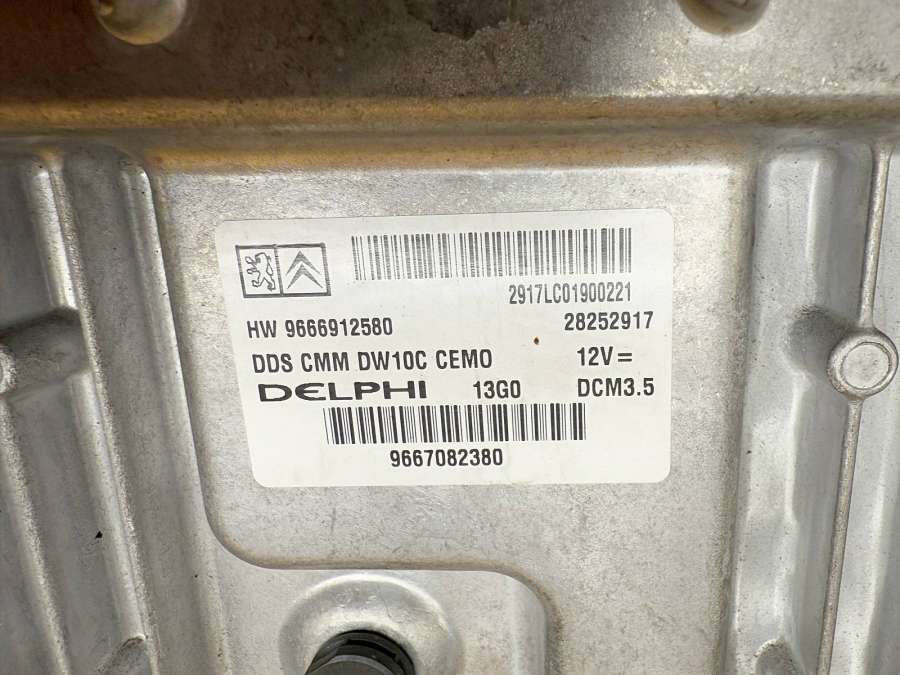 2917LC01900221
HW 9666912580 28252917
DDS CMM DW10C CEMO 12V=
DELPHI 13G0 DCM3.5
9667082380